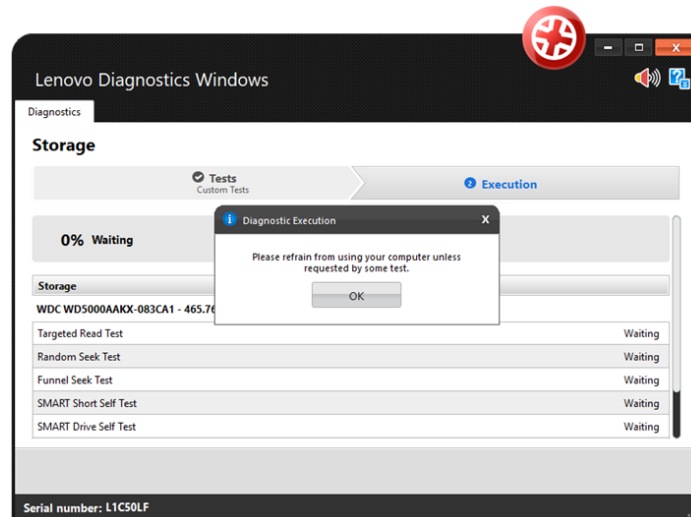 Lenovo Diagnostics Windows
Diagnostics
Storage
Tests
Custom Tests
2 Execution
0% Waiting
Diagnostic Execution X
Please refrain from using your computer unless
requested by some test.
OK
Storage
WDC WD5000AAKX-083CA1 - 465.76
Targeted Read Test Waiting
Random Seek Test Waiting
Funnel Seek Test Waiting
SMART Short Self Test Waiting
SMART Drive Self Test Waiting
Serial number: L1C50LF